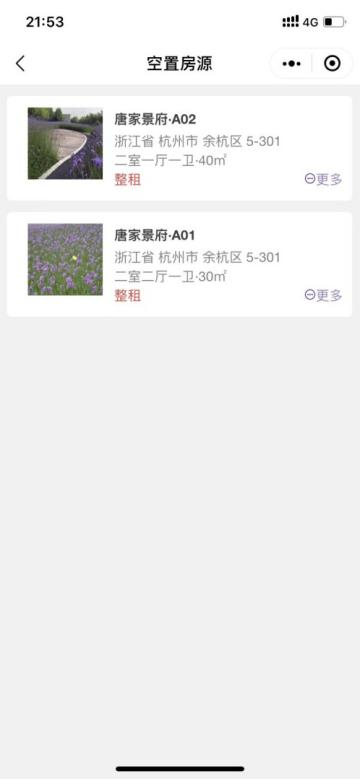 21:53
4G
空置房源
唐家景府·A02
浙江省 杭州市 余杭区 5-301
二室一厅一卫·40㎡
整租
更多
唐家景府·A01
浙江省 杭州市 余杭区 5-301
二室二厅一卫·30㎡
整租
更多